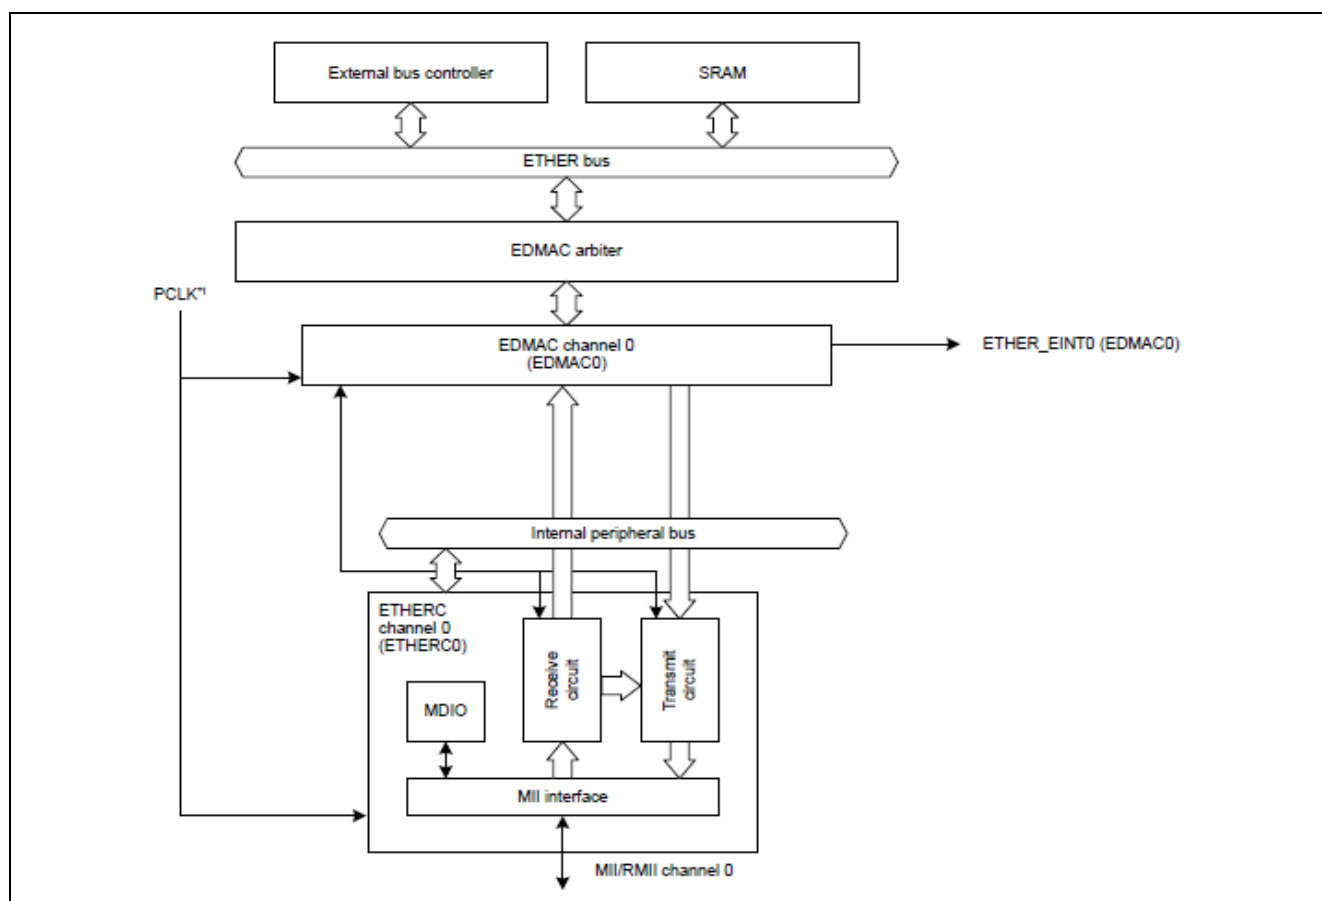 External bus controller
SRAM
ETHER bus
EDMAC arbiter
PCLK*1
EDMAC channel 0
(EDMAC0)
ETHER_EINT0 (EDMAC0)
Internal peripheral bus
ETHERC
channel 0
(ETHERC0)
Receive
circuit
Transmit
circuit
MDIO
MII interface
MII/RMII channel 0